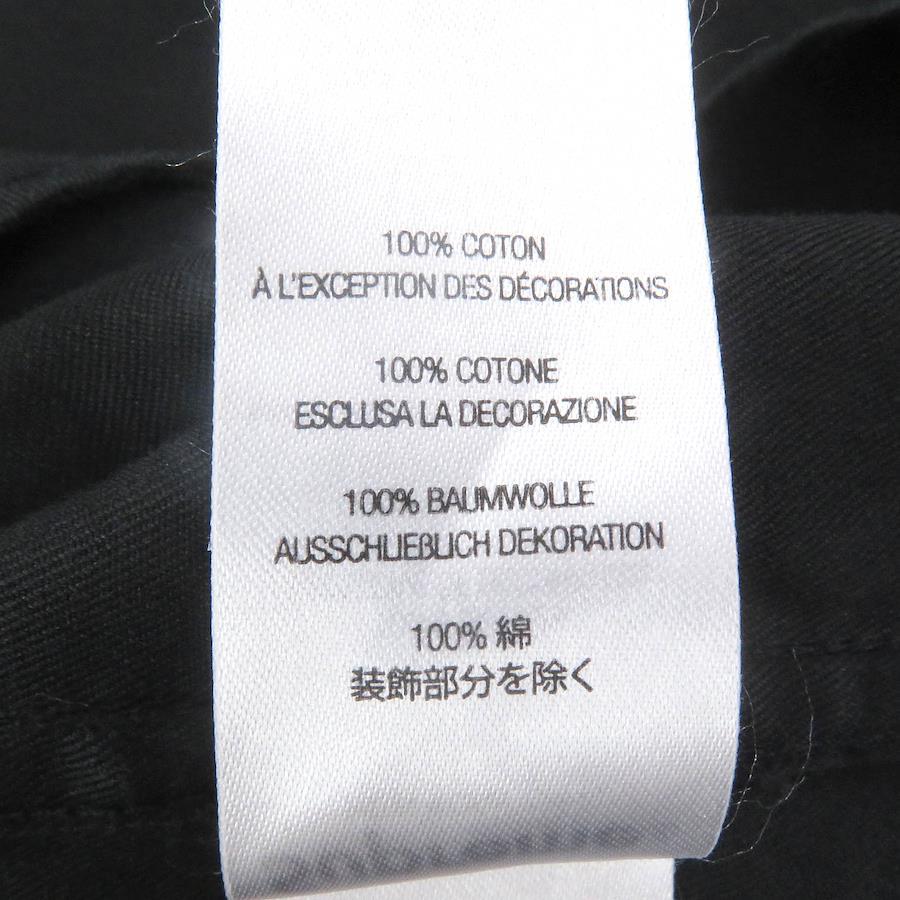 100% COTON
À L'EXCEPTION DES DÉCORATIONS
100% COTONE
ESCLUSA LA DECORAZIONE
100% BAUMWOLLE
AUSSCHLIEßLICH DEKORATION
100% 綿
装飾部分を除く